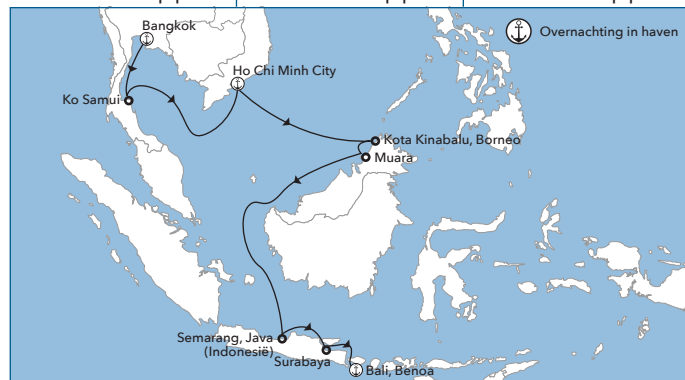 Bangkok
Overnachting in haven
Ho Chi Minh City
Ko Samui
Kota Kinabalu, Borneo
Muara
Semarang, Java
(Indonesië)
Surabaya
Bali, Benoa